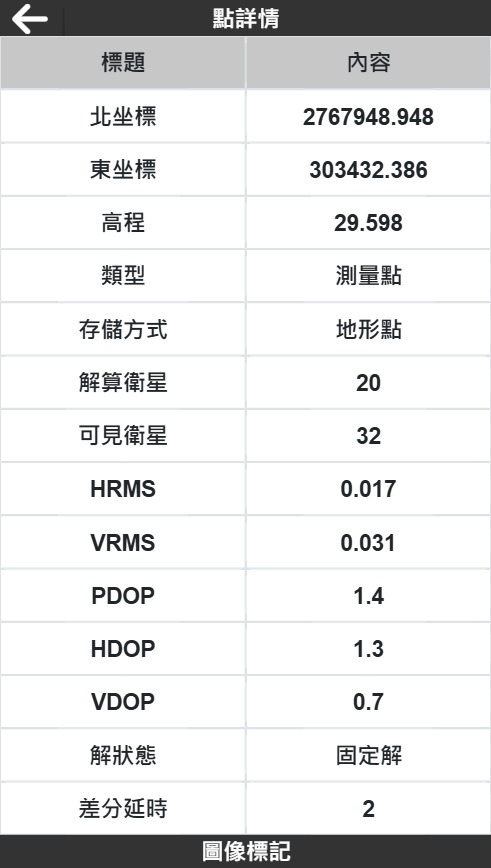 點詳情
標題 內容
北坐標 2767948.948
東坐標 303432.386
高程 29.598
類型 測量點
存儲方式 地形點
解算衛星 20
可見衛星 32
HRMS 0.017
VRMS 0.031
PDOP 1.4
HDOP 1.3
VDOP 0.7
解狀態 固定解
差分延時 2
圖像標記